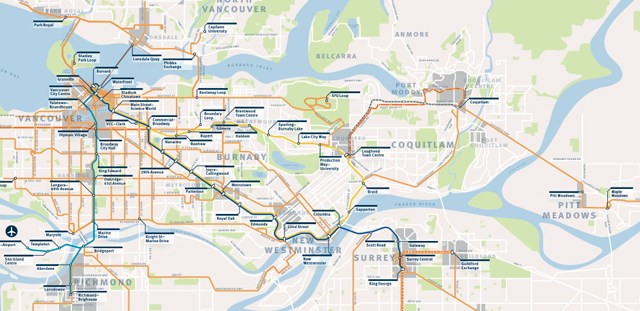 NORTH
VANCOUVER
ANMORE
Capilano
University
Park Royal
Lonsdale Quay
Phibbs
Exchange
BELCARRA
Stanley
Park Loop
Burrard
Granville
Waterfront
Vancouver
City Centre
Stadium
Chinatown
Kootenay Loop
SFU Loop
PORT
MOODY
Coquitlam
Yaletown–
Roundhouse
Main Street–
Science World
Commercial–
Broadway
Boundary
Loop
Brentwood
Town Centre
Gilmore
Sperling–
Burnaby Lake
Lake City Way
VANCOUVER
VCC–Clark
Olympic Village
Rupert
Holdom
Renfrew
Nanaimo
Broadway
City Hall
BURNABY
Production
Way–
University
Lougheed
Town Centre
COQUITLAM
King Edward
29th Avenue
Joyce–
Collingwood
Metrotown
Oakridge–
41st Avenue
Langara–
49th Avenue
Patterson
Braid
Pitt Meadows
Maple
Meadows
PITT
MEADOWS
Royal Oak
Edmonds
Columbia
Sapperton
22nd Street
FRASER RIVER
Marpole
Marine
Drive
Knight St–
Marine Drive
NEW
WESTMINSTER
New
Westminster
Scott Road
Gateway
Surrey Central
Guildford
Exchange
SURREY
King George
Airport
Templeton
Bridgeport
Sea Island
Centre
Aberdeen
Lansdowne
RICHMOND
Richmond–
Brighouse